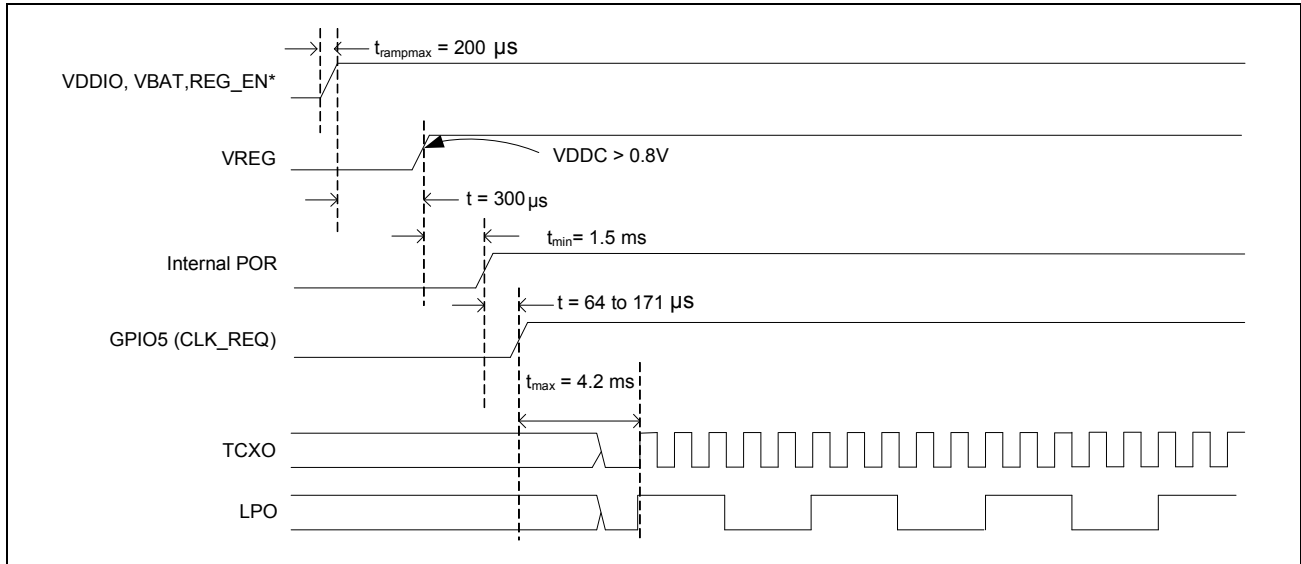 t_rampmax = 200 µs
VDDIO, VBAT,REG_EN*
VREG
VDDC > 0.8V
t = 300 µs
t_min= 1.5 ms
Internal POR
t = 64 to 171 µs
GPIO5 (CLK_REQ)
t_max = 4.2 ms
TCXO
LPO